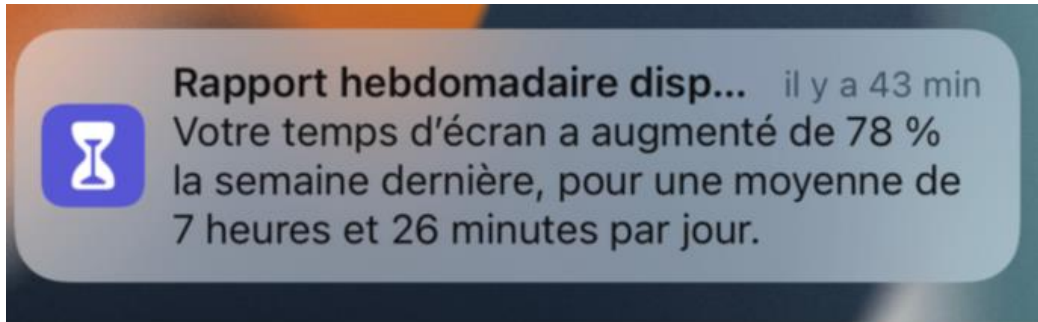 Rapport hebdomadaire disp... il y a 43 min
Votre temps d’écran a augmenté de 78 %
la semaine dernière, pour une moyenne de
7 heures et 26 minutes par jour.